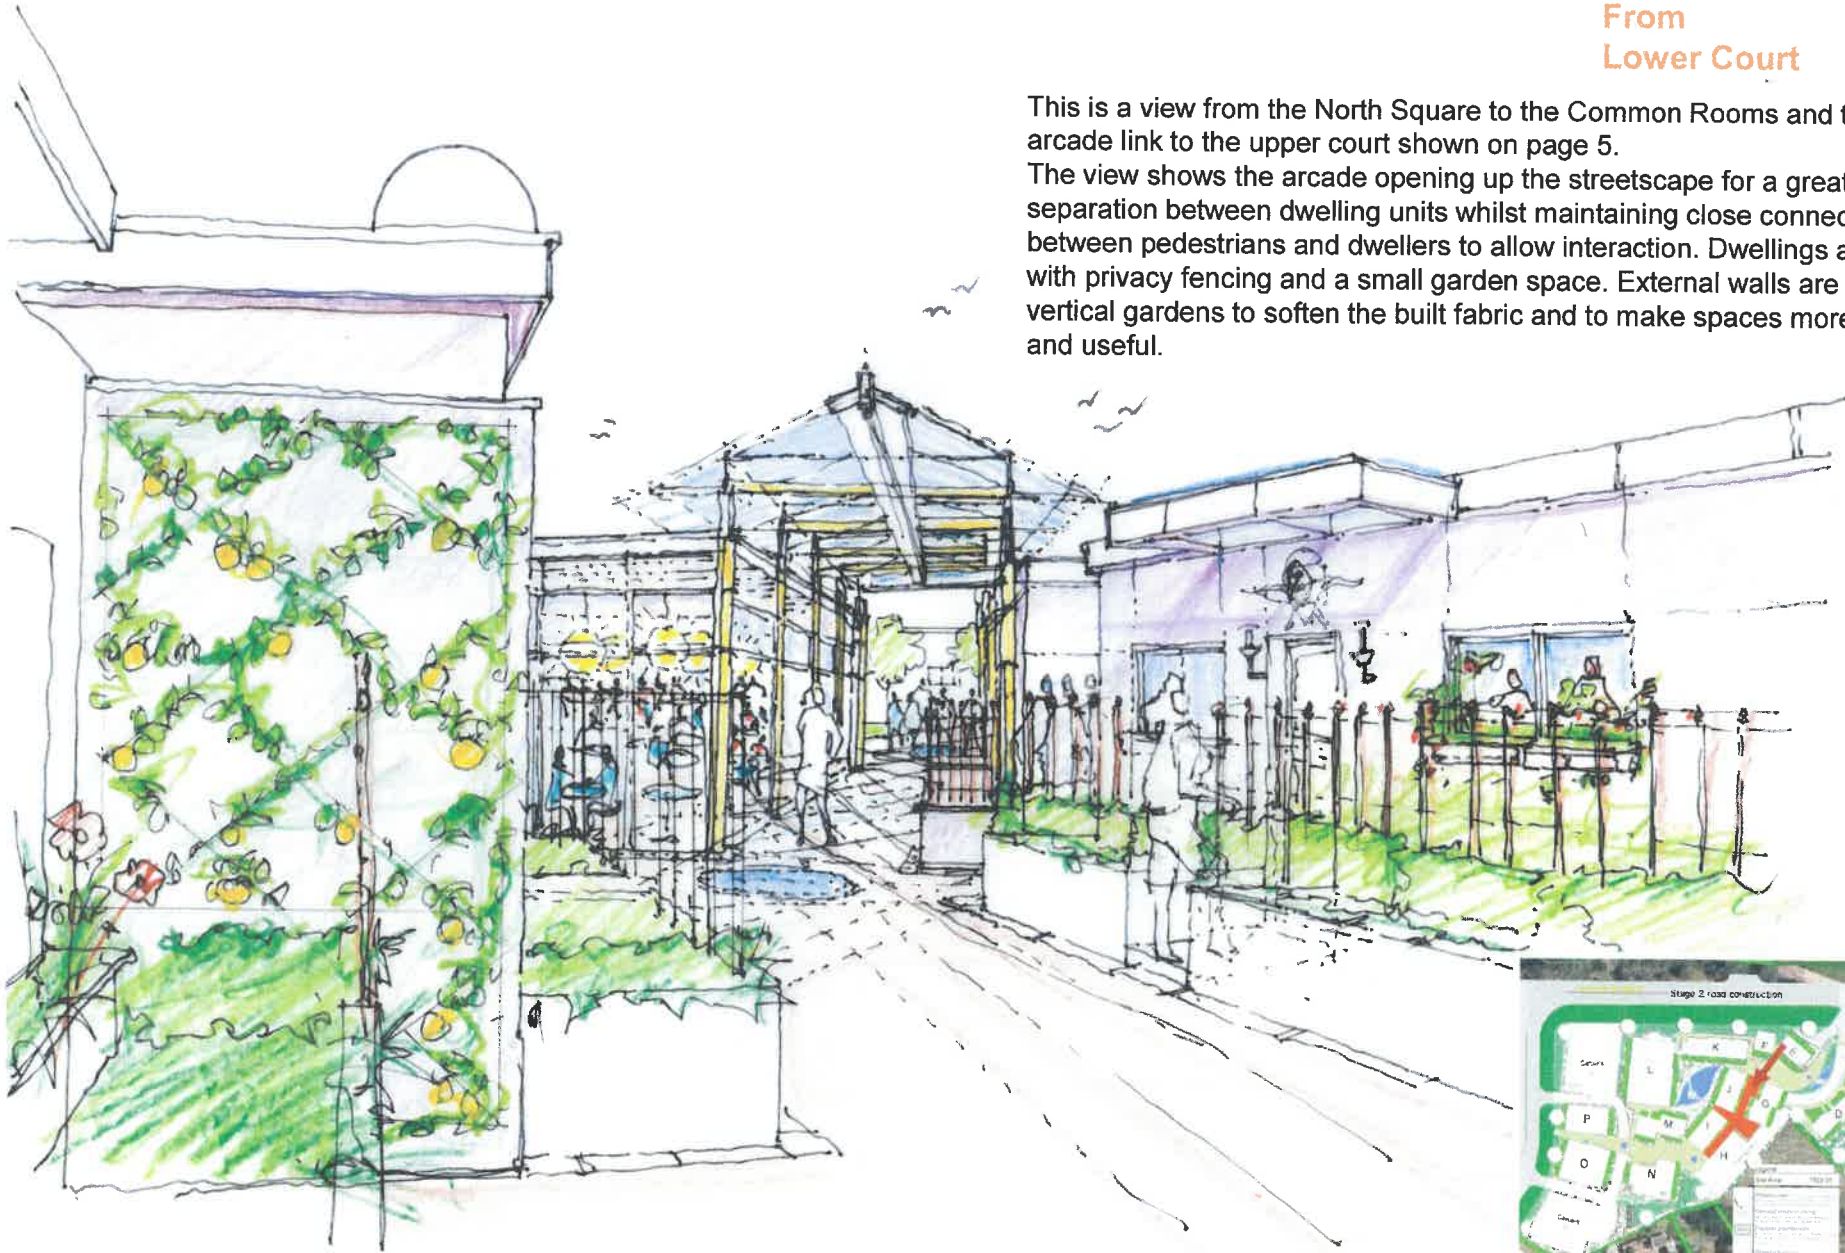 From
Lower Court
This is a view from the North Square to the Common Rooms and t
arcade link to the upper court shown on page 5.
The view shows the arcade opening up the streetscape for a great
separation between dwelling units whilst maintaining close connec
between pedestrians and dwellers to allow interaction. Dwellings a
with privacy fencing and a small garden space. External walls are
vertical gardens to soften the built fabric and to make spaces more
and useful.
Stage 2 road construction
K F E
L
J
G
P
M
I
D
H
O
N